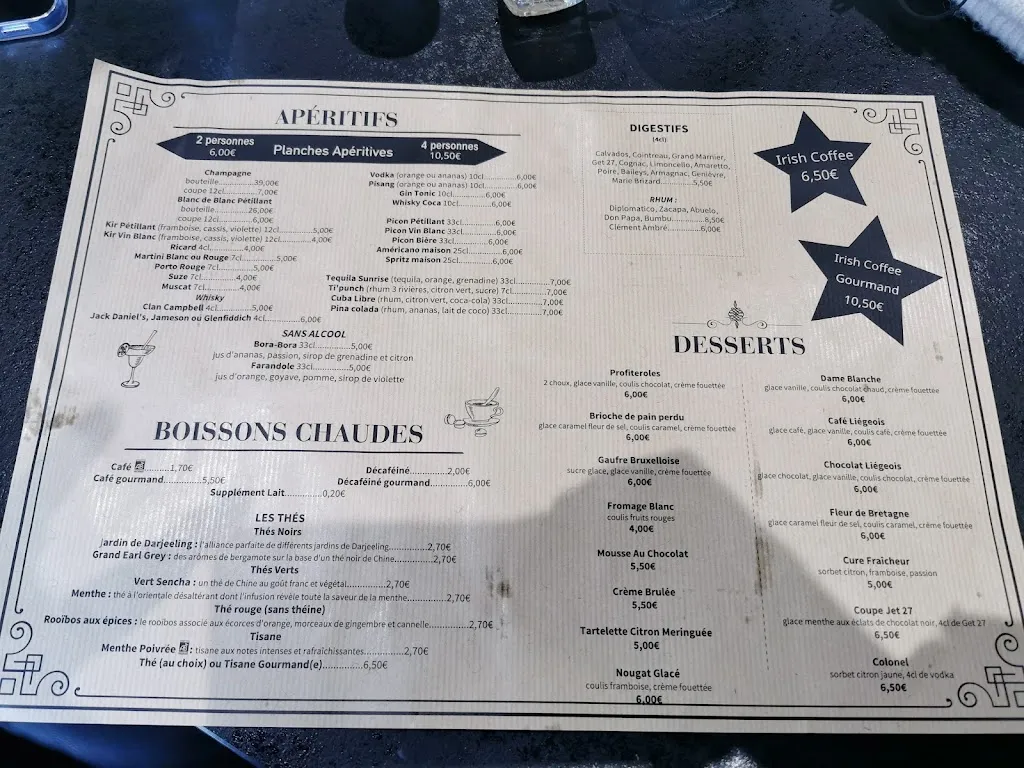 APÉRITIFS
2 personnes
6,00€
Planches Apéritives
4 personnes
10,50€
Champagne
bouteille...............39,00€
coupe 12cl............7,00€
Blanc de Blanc Pétillant
bouteille..............26,00€
coupe 12cl............6,00€
Kir Pétillant (framboise, cassis, violette) 12cl............5,00€
Kir Vin Blanc (framboise, cassis, violette) 12cl...........4,00€
Ricard 4cl............4,00€
Martini Blanc ou Rouge 7cl............5,00€
Porto Rouge 7cl............5,00€
Suze 7cl............4,00€
Muscat 7cl............4,00€
Whisky
Clan Campbell 4cl............5,00€
Jack Daniel's, Jameson ou Glenfiddich 4cl............6,00€
Vodka (orange ou ananas) 10cl............6,00€
Pisang (orange ou ananas) 10cl............6,00€
Gin Tonic 10cl............6,00€
Whisky Coca 10cl............6,00€
Picon Pétillant 33cl............6,00€
Picon Vin Blanc 33cl............6,00€
Picon Bière 33cl............6,00€
Américano maison 25cl............6,00€
Spritz maison 25cl............6,00€
Tequila Sunrise (tequila, orange, grenadine) 33cl............7,00€
Ti'punch (rhum 3 rivières, citron vert, sucre) 7cl............7,00€
Cuba Libre (rhum, citron vert, coca-cola) 33cl............7,00€
Pina colada (rhum, ananas, lait de coco) 33cl............7,00€
SANS ALCOOL
Bora-Bora 33cl............5,00€
jus d'ananas, passion, sirop de grenadine et citron
Farandole 33cl............5,00€
jus d'orange, goyave, pomme, sirop de violette
BOISSONS CHAUDES
Café.........1,70€
Café gourmand............5,50€
Décaféiné............2,00€
Décaféiné gourmand............6,00€
Supplément Lait............0,20€
LES THÉS
Thés Noirs
Jardin de Darjeeling : l'alliance parfaite de différents jardins de Darjeeling...............2,70€
Grand Earl Grey : des arômes de bergamote sur la base d'un thé noir de Chine...............2,70€
Thés Verts
Vert Sencha : un thé de Chine au goût franc et végétal...............2,70€
Menthe : thé à l'orientale désaltérant dont l'infusion révèle toute la saveur de la menthe...............2,70€
Thé rouge (sans théine)
Rooïbos aux épices : le rooibos associé aux écorces d'orange, morceaux de gingembre et cannelle...............2,70€
Tisane
Menthe Poivrée : tisane aux notes intenses et rafraîchissantes...............2,70€
Thé (au choix) ou Tisane Gourmand(e)...............6,50€
DIGESTIFS
(4cl)
Calvados, Cointreau, Grand Marnier,
Get 27, Cognac, Limoncello, Amaretto,
Poire, Baileys, Armagnac, Genièvre,
Marie Brizard............5,50€
RHUM :
Diplomatico, Zacapa, Abuelo,
Don Papa, Bumbu............8,50€
Clément Ambré............6,00€
Irish Coffee
6,50€
Irish Coffee
Gourmand
10,50€
DESSERTS
Profiteroles
2 choux, glace vanille, coulis chocolat, crème fouettée
6,00€
Brioche de pain perdu
glace caramel fleur de sel, coulis caramel, crème fouettée
6,00€
Gaufre Bruxelloise
sucre glace, glace vanille, crème fouettée
6,00€
Fromage Blanc
coulis fruits rouges
4,00€
Mousse Au Chocolat
5,50€
Crème Brulée
5,50€
Tartelette Citron Meringuée
5,00€
Nougat Glacé
coulis framboise, crème fouettée
6,00€
Dame Blanche
glace vanille, coulis chocolat chaud, crème fouettée
6,00€
Café Liégeois
glace café, glace vanille, coulis café, crème fouettée
6,00€
Chocolat Liégeois
glace chocolat, glace vanille, coulis chocolat, crème fouettée
6,00€
Fleur de Bretagne
glace caramel fleur de sel, coulis caramel, crème fouettée
6,00€
Cure Fraîcheur
sorbet citron, framboise, passion
5,00€
Coupe Jet 27
glace menthe aux éclats de chocolat noir, 4cl de Get 27
6,50€
Colonel
sorbet citron jaune, 4cl de vodka
6,50€